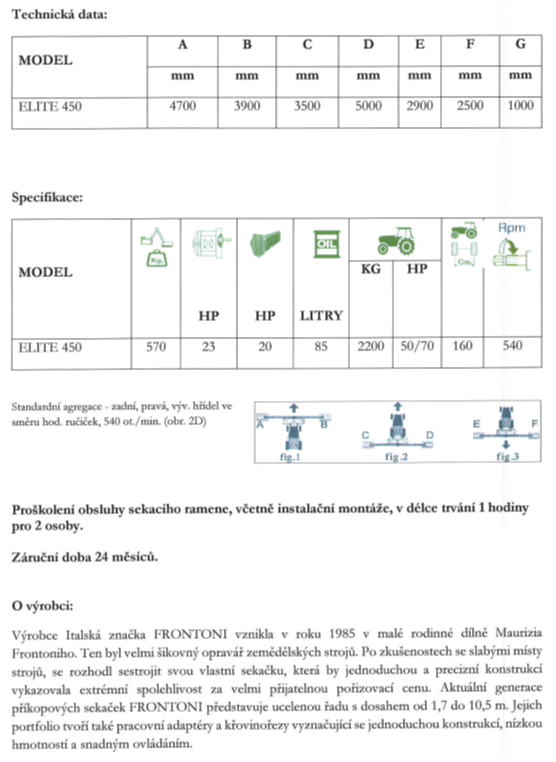 Technická data:
MODEL A B C D E F G
mm mm mm mm mm mm mm
ELITE 450 4700 3900 3500 5000 2900 2500 1000
Specifikace:
Rpm
Kg. OIL Cm.
MODEL KG HP
HP HP LITRY
ELITE 450 570 23 20 85 2200 50/70 160 540
Standardní agregace - zadní, pravá, výv. hřídel ve
směru hod. ručiček, 540 ot./min. (obr. 2D)
A B C D E F
fig.1 fig.2 fig.3
Proškolení obsluhy sekacího ramene, včetně instalační montáže, v délce trvání 1 hodiny
pro 2 osoby.
Záruční doba 24 měsíců.
O výrobci:
Výrobce Italská značka FRONTONI vznikla v roku 1985 v malé rodinné dílně Maurizia
Frontoniho. Ten byl velmi šikovný opravář zemědělských strojů. Po zkušenostech se slabými místy
strojů, se rozhodl sestrojit svou vlastní sekačku, která by jednoduchou a precizní konstrukcí
vykazovala extrémní spolehlivost za velmi přijatelnou pořizovací cenu. Aktuální generace
příkopových sekaček FRONTONI představuje ucelenou řadu s dosahem od 1,7 do 10,5 m. Jejich
portfolio tvoří také pracovní adaptéry a křovinořezy vyznačující se jednoduchou konstrukcí, nízkou
hmotností a snadným ovládáním.